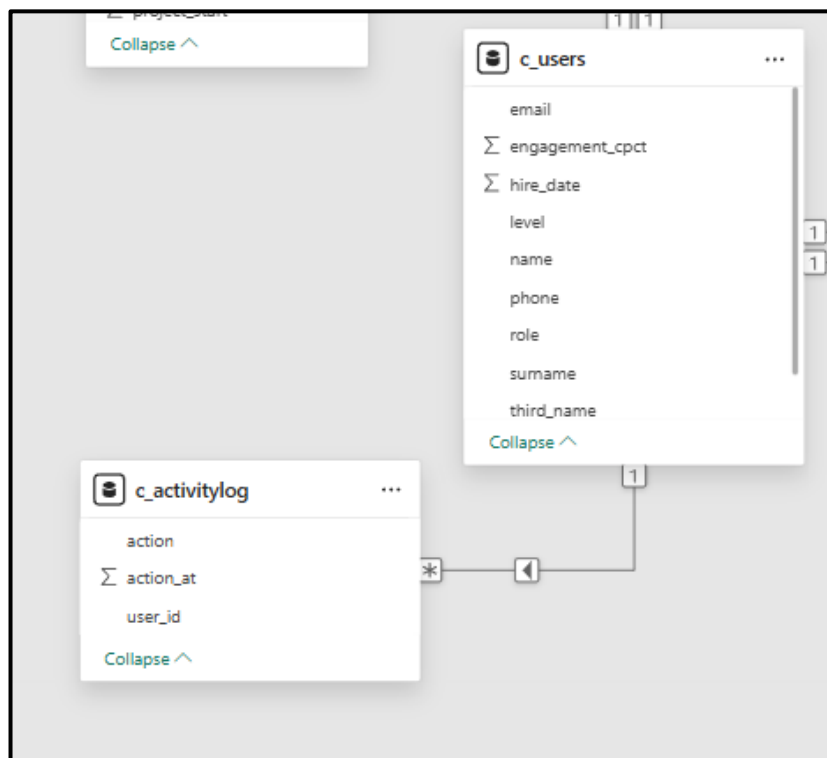 project_start
Collapse
1 1
c_users
email
engagement_cpct
hire_date
level
name
phone
role
surname
third_name
Collapse
1
1
1
c_activitylog
action
action_at
user_id
Collapse
*